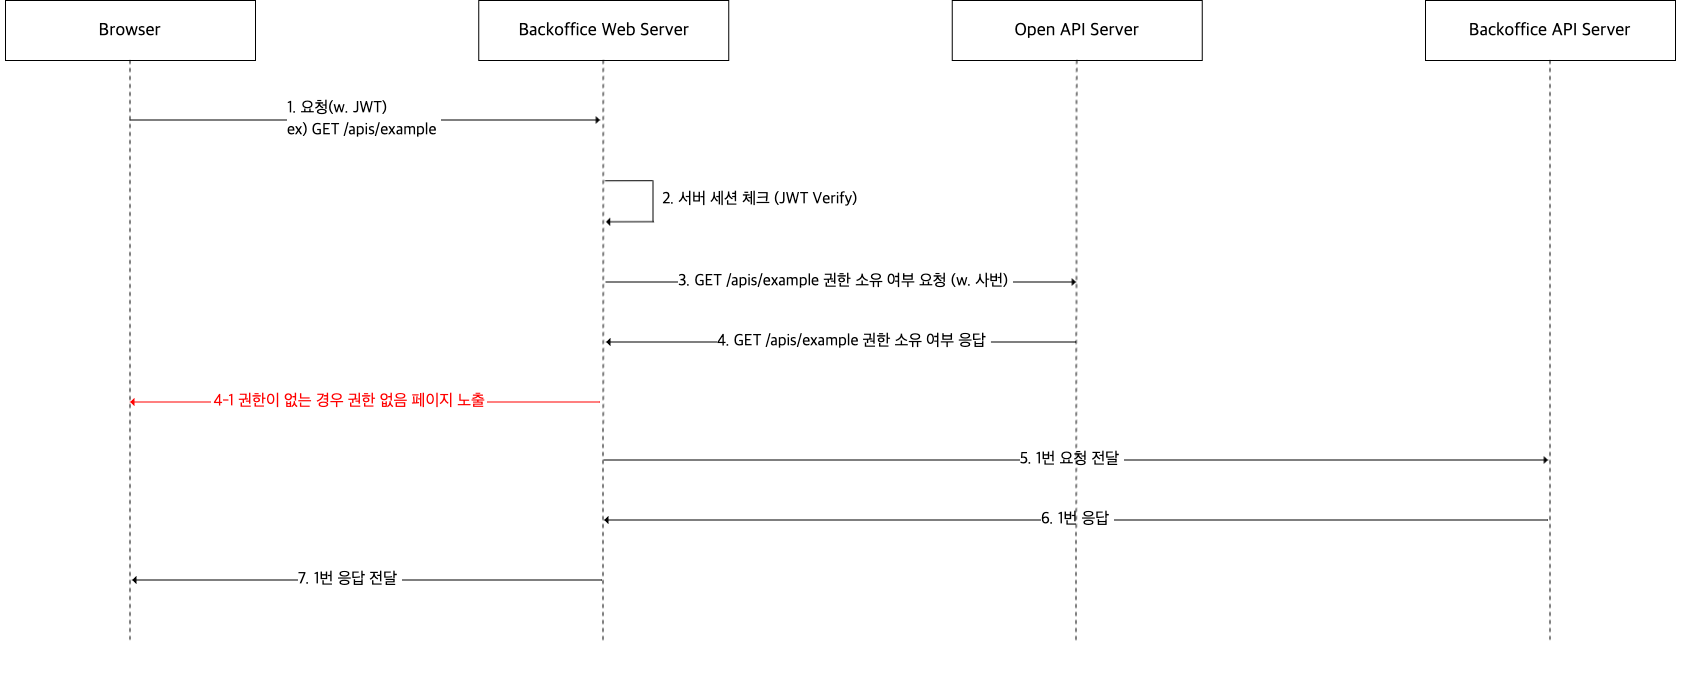 Browser
Backoffice Web Server
Open API Server
Backoffice API Server
1. 요청(w. JWT)
ex) GET /apis/example
2. 서버 세션 체크 (JWT Verify)
3. GET /apis/example 권한 소유 여부 요청 (w. 사번)
4. GET /apis/example 권한 소유 여부 응답
4-1 권한이 없는 경우 권한 없음 페이지 노출
5. 1번 요청 전달
6. 1번 응답
7. 1번 응답 전달